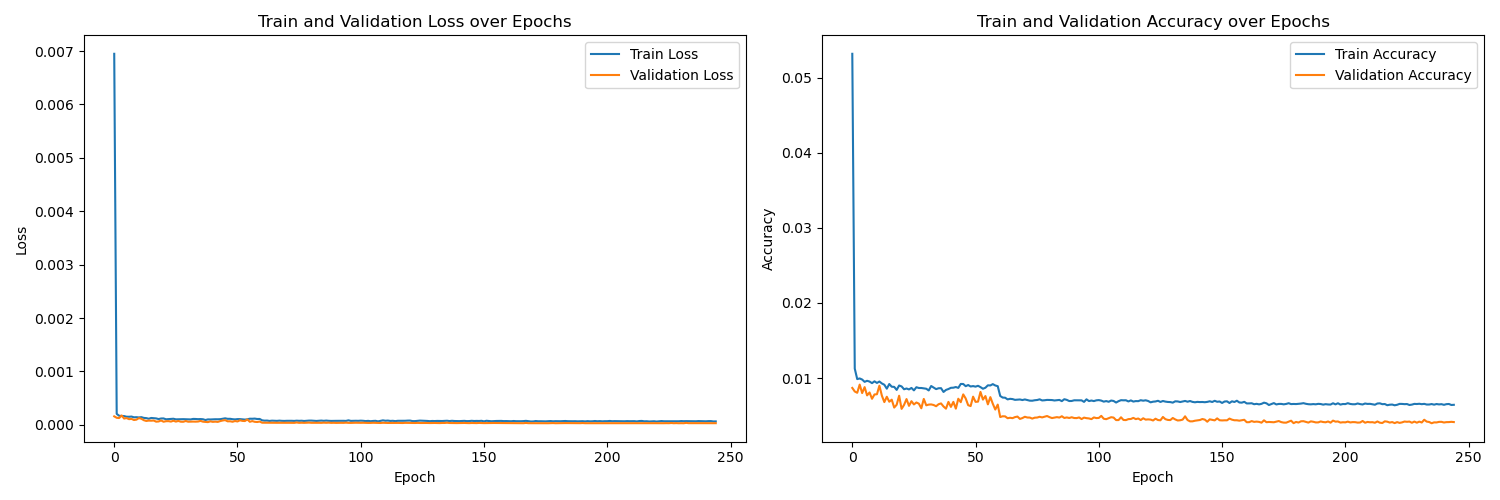 Train and Validation Loss over Epochs
Train Loss
Validation Loss
0.007
0.006
0.005
0.004
0.003
0.002
0.001
0.000
Loss
0
50
100
150
200
250
Epoch
Train and Validation Accuracy over Epochs
Train Accuracy
Validation Accuracy
0.05
0.04
0.03
0.02
0.01
Accuracy
0
50
100
150
200
250
Epoch